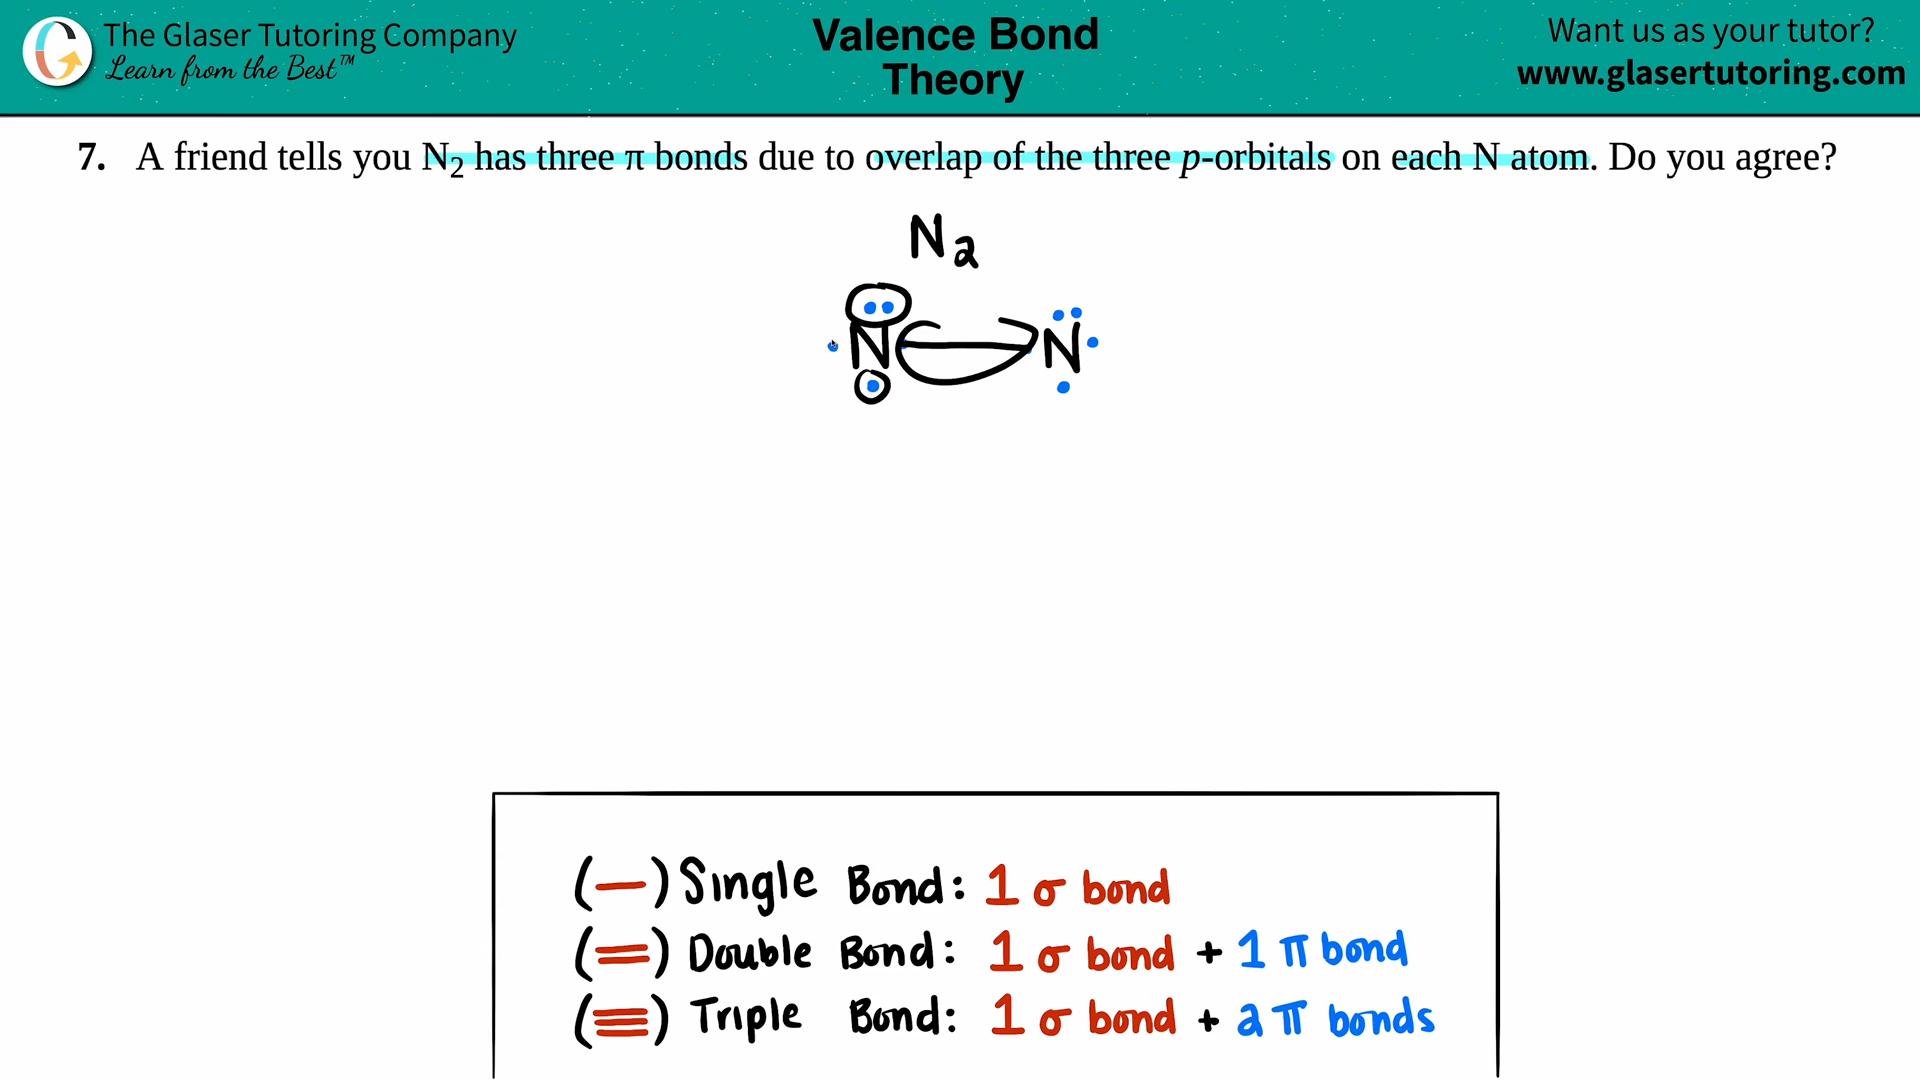 The Glaser Tutoring Company
Learn from the Best™
Valence Bond
Theory
Want us as your tutor?
www.glasertutoring.com
7. A friend tells you N₂ has three π bonds due to overlap of the three p-orbitals on each N atom. Do you agree?
N₂
N N
(—) Single Bond: 1 σ bond
(=) Double Bond: 1 σ bond + 1 π bond
(≡) Triple Bond: 1 σ bond + 2 π bonds